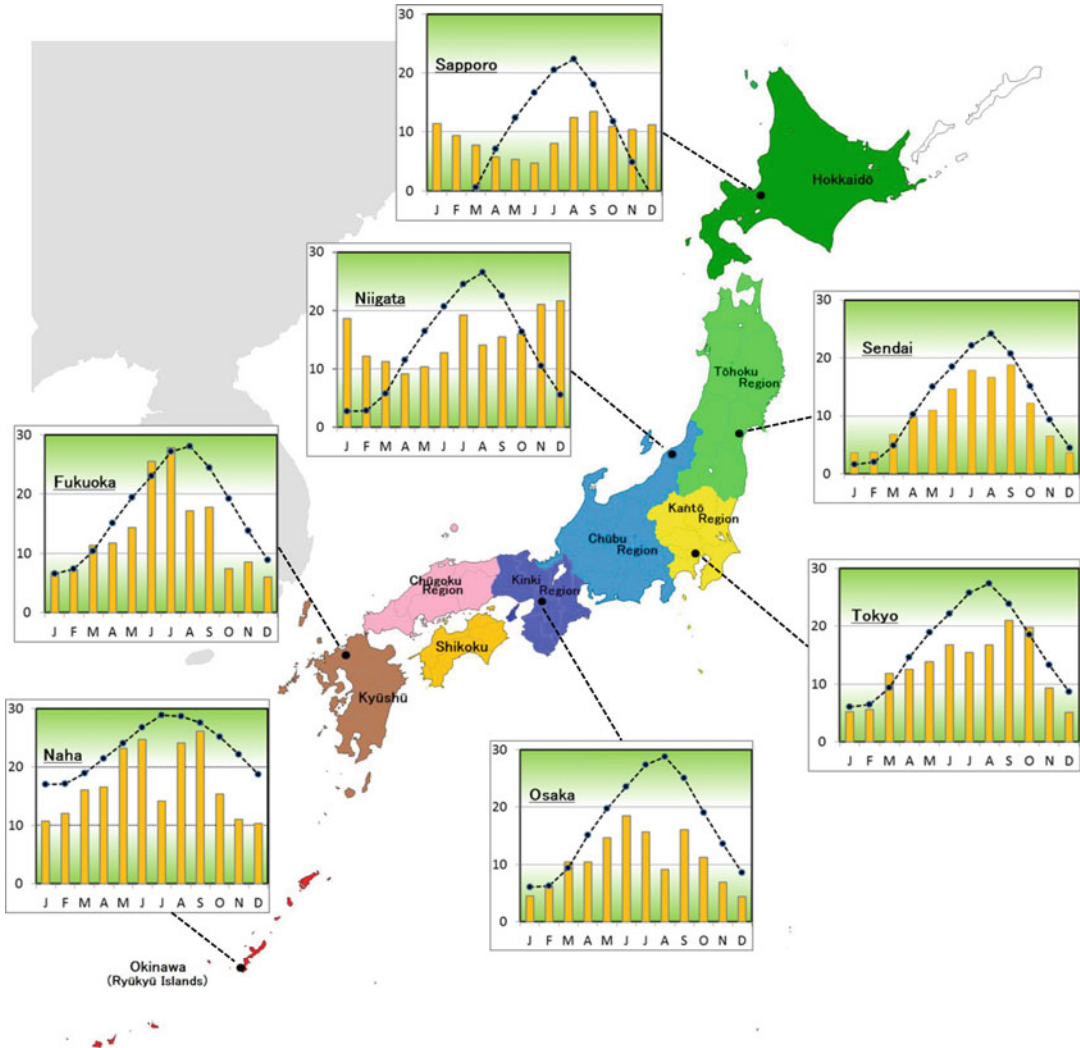 30
Sapporo
20
10
0
J F M A M J J A S O N D
Hokkaidō
30
Niigata
20
10
0
J F M A M J J A S O N D
30
Sendai
20
10
0
J F M A M J J A S O N D
Tōhoku
Region
30
Fukuoka
20
10
0
J F M A M J J A S O N D
Kantō
Region
Chūbu
Region
Chūgoku
Region
Kinki
Region
Shikoku
Kyūshū
30
Tokyo
20
10
0
J F M A M J J A S O N D
30
Naha
20
10
0
J F M A M J J A S O N D
30
Osaka
20
10
0
J F M A M J J A S O N D
Okinawa
(Ryūkyū Islands)